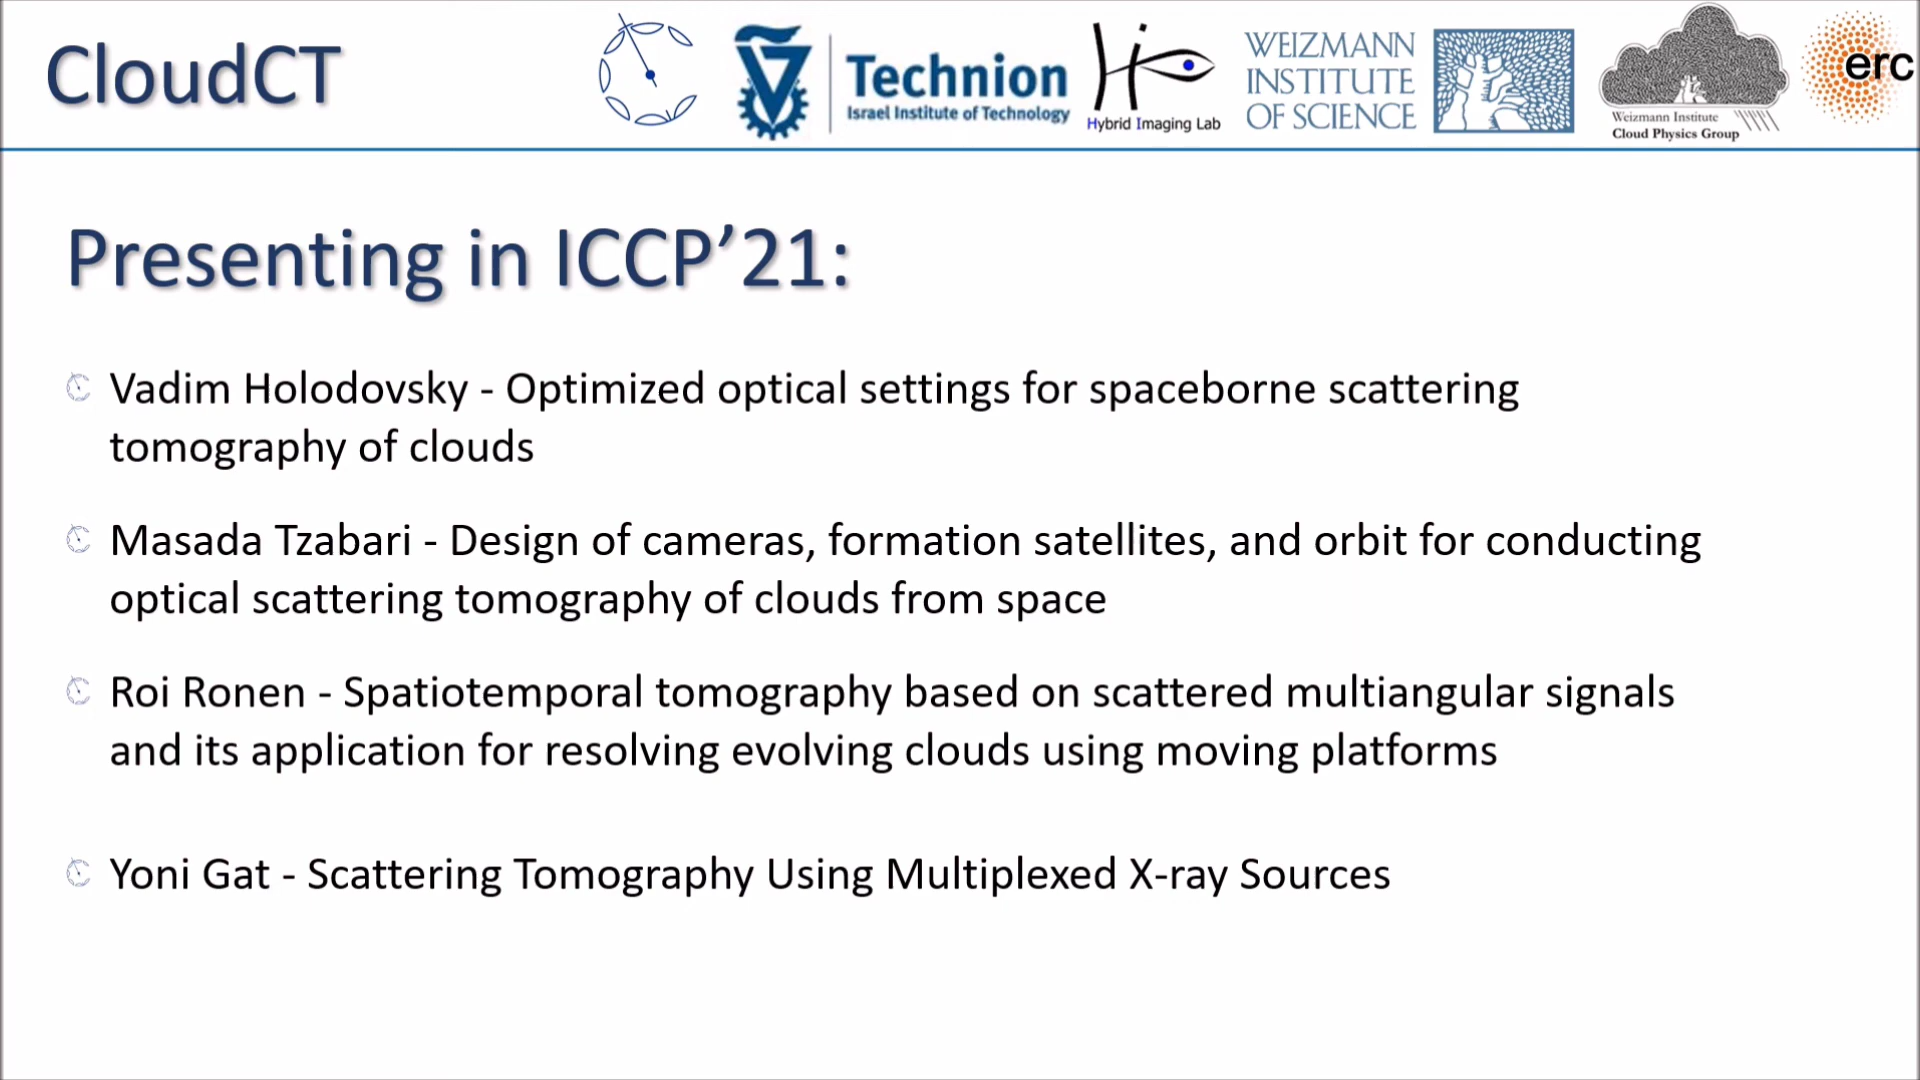 CloudCT
Technion
Israel Institute of Technology
Hybrid Imaging Lab
WEIZMANN
INSTITUTE
OF SCIENCE
Weizmann Institute
Cloud Physics Group
erc
Presenting in ICCP’21:
Vadim Holodovsky - Optimized optical settings for spaceborne scattering
tomography of clouds
Masada Tzabari - Design of cameras, formation satellites, and orbit for conducting
optical scattering tomography of clouds from space
Roi Ronen - Spatiotemporal tomography based on scattered multiangular signals
and its application for resolving evolving clouds using moving platforms
Yoni Gat - Scattering Tomography Using Multiplexed X-ray Sources